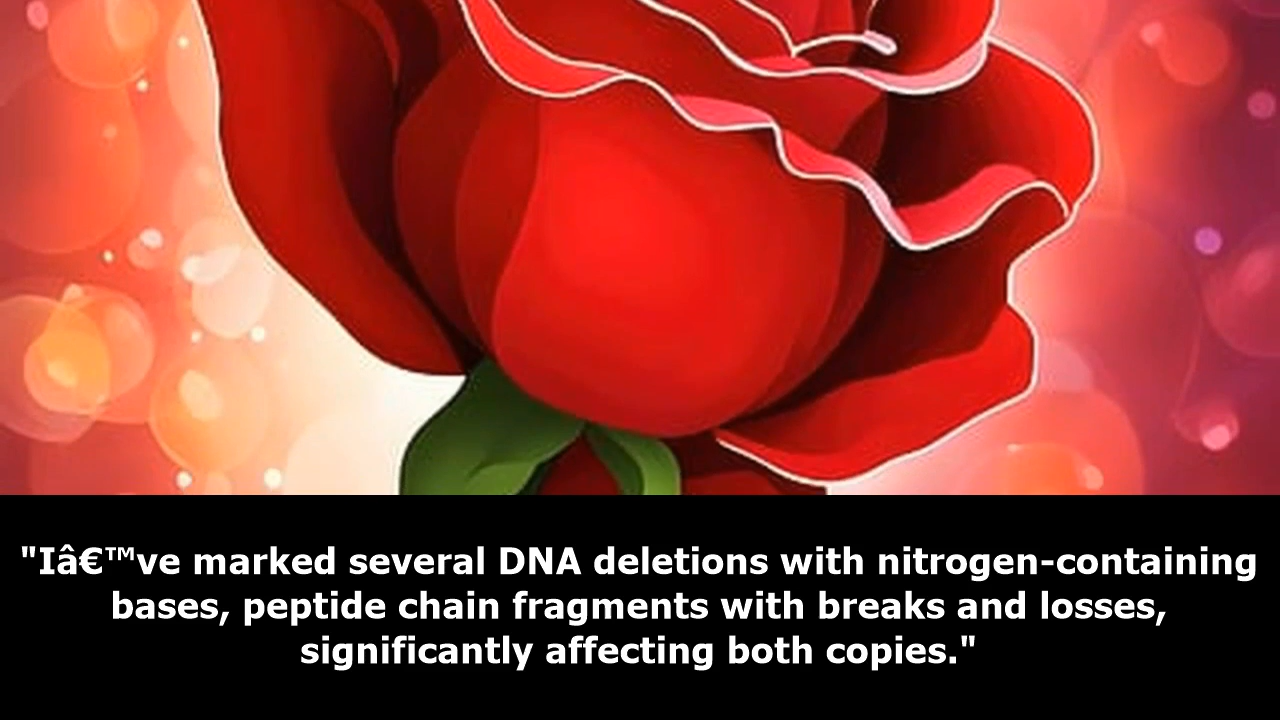 "Iâ€™ve marked several DNA deletions with nitrogen-containing
bases, peptide chain fragments with breaks and losses,
significantly affecting both copies."